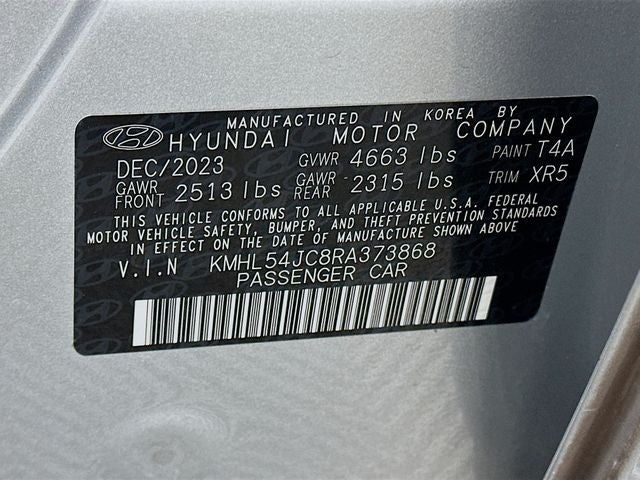 MANUFACTURED IN KOREA BY
HYUNDAI MOTOR COMPANY
DEC/2023 GVWR 4663 lbs PAINT T4A
GAWR FRONT 2513 lbs GAWR REAR 2315 lbs TRIM XR5
THIS VEHICLE CONFORMS TO ALL APPLICABLE U.S.A. FEDERAL
MOTOR VEHICLE SAFETY, BUMPER, AND THEFT PREVENTION STANDARDS
IN EFFECT ON THE DATE OF MANUFACTURE SHOWN ABOVE
V.I.N KMHL54JC8RA373868
PASSENGER CAR